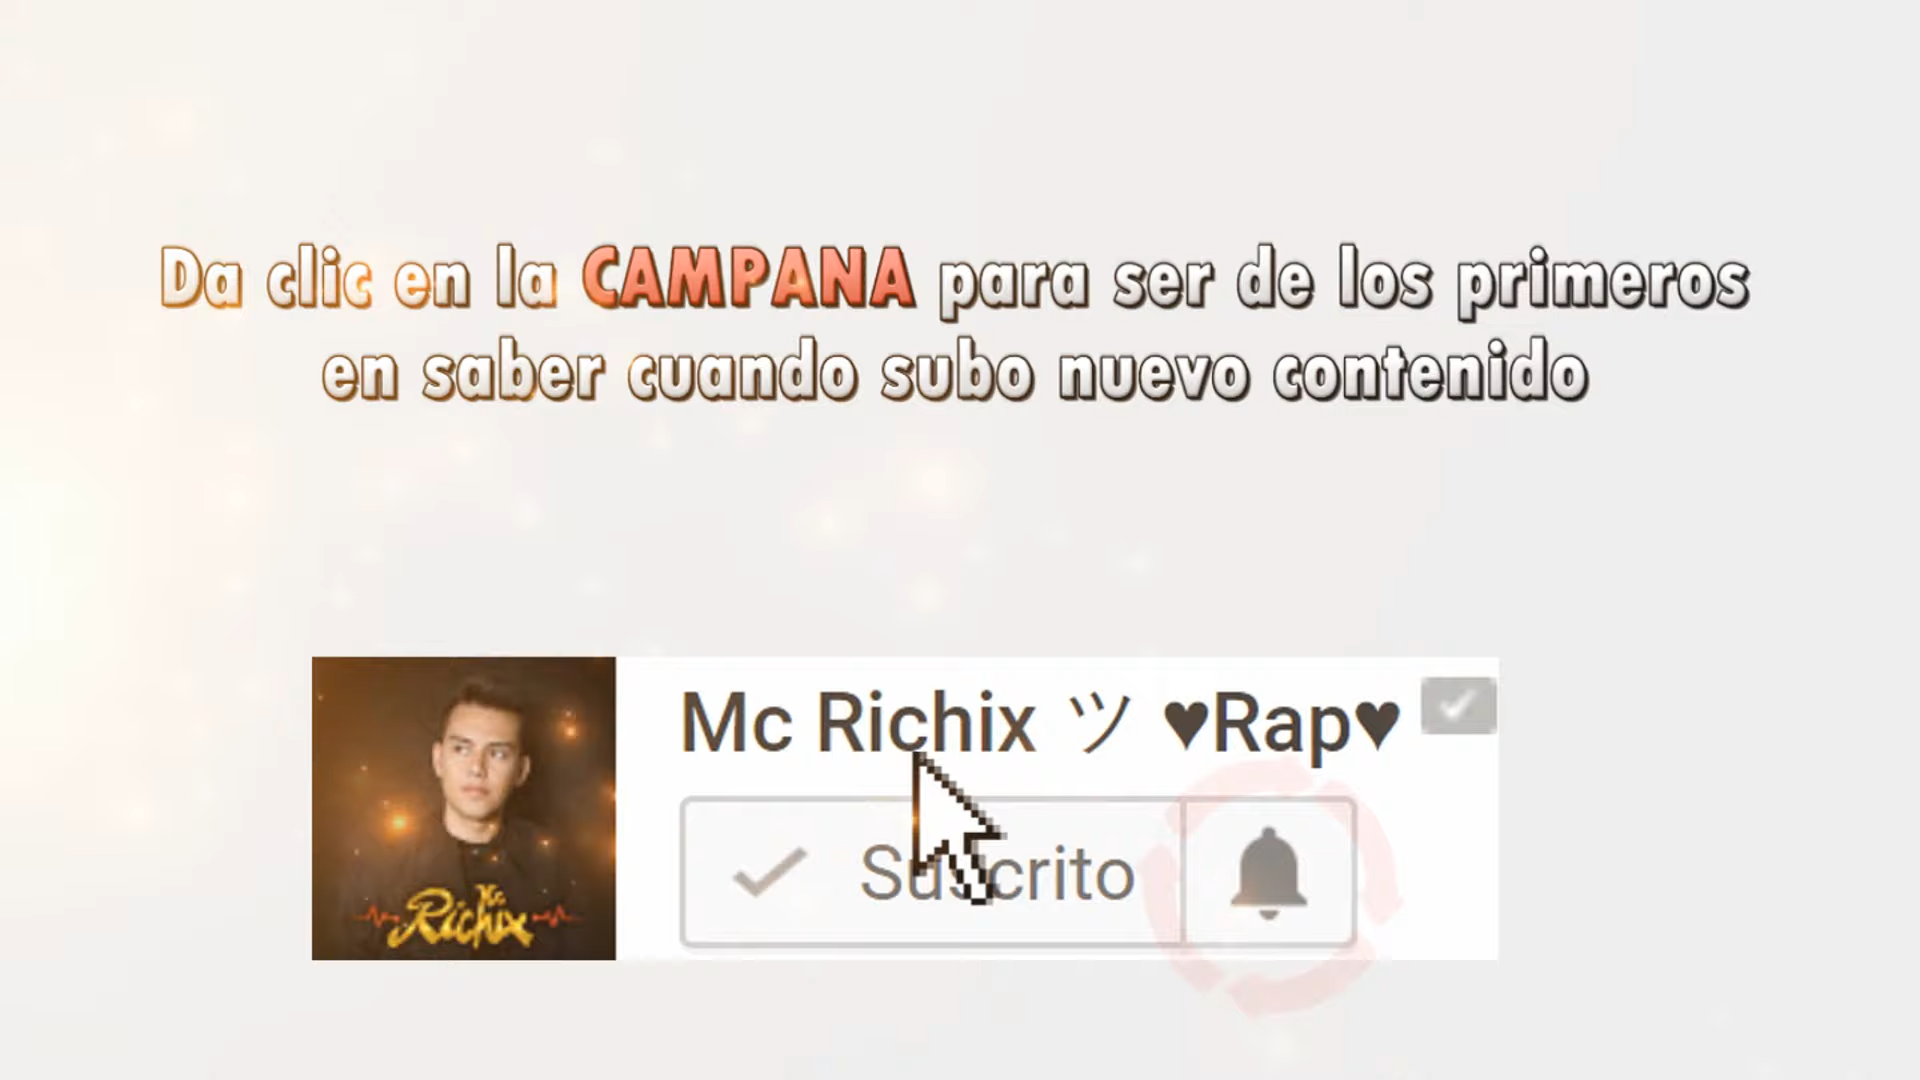 Da clic en la CAMPANA para ser de los primeros
en saber cuando subo nuevo contenido
Mc Richix ツ ♥Rap♥
Suscrito
Mc
Richix